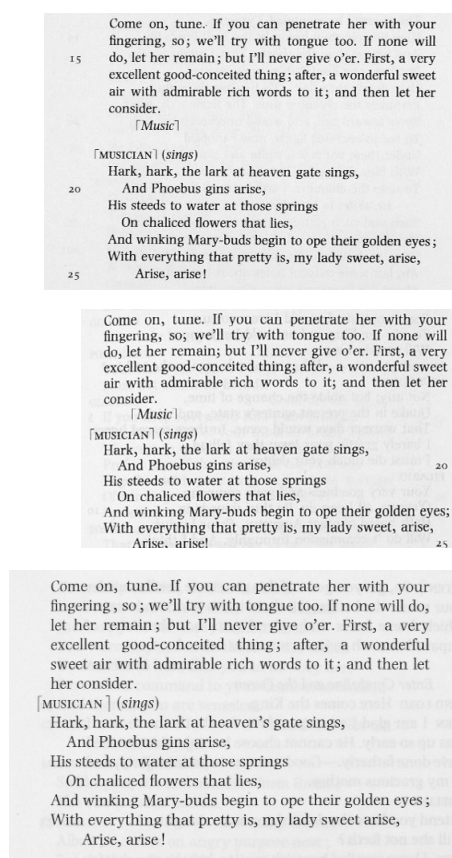 Come on, tune. If you can penetrate her with your
fingering, so; we'll try with tongue too. If none will
15 do, let her remain; but I'll never give o'er. First, a very
excellent good-conceited thing; after, a wonderful sweet
air with admirable rich words to it; and then let her
consider.
⌜Music⌝
⌜MUSICIAN⌝ (sings)
Hark, hark, the lark at heaven gate sings,
20 And Phoebus gins arise,
His steeds to water at those springs
On chaliced flowers that lies,
And winking Mary-buds begin to ope their golden eyes;
With everything that pretty is, my lady sweet, arise,
25 Arise, arise!
Come on, tune. If you can penetrate her with your
fingering, so; we'll try with tongue too. If none will
do, let her remain; but I'll never give o'er. First, a very
excellent good-conceited thing; after, a wonderful sweet
air with admirable rich words to it; and then let her
consider.
⌜Music⌝
⌜MUSICIAN⌝ (sings)
Hark, hark, the lark at heaven gate sings,
And Phoebus gins arise, 20
His steeds to water at those springs
On chaliced flowers that lies,
And winking Mary-buds begin to ope their golden eyes;
With everything that pretty is, my lady sweet, arise,
Arise, arise! 25
Come on, tune. If you can penetrate her with your
fingering, so; we'll try with tongue too. If none will do,
let her remain; but I'll never give o'er. First, a very
excellent good-conceited thing; after, a wonderful
sweet air with admirable rich words to it; and then let
her consider.
⌜MUSICIAN⌝ (sings)
Hark, hark, the lark at heaven's gate sings,
And Phoebus gins arise,
His steeds to water at those springs
On chaliced flowers that lies,
And winking Mary-buds begin to ope their golden eyes;
With everything that pretty is, my lady sweet arise,
Arise, arise!